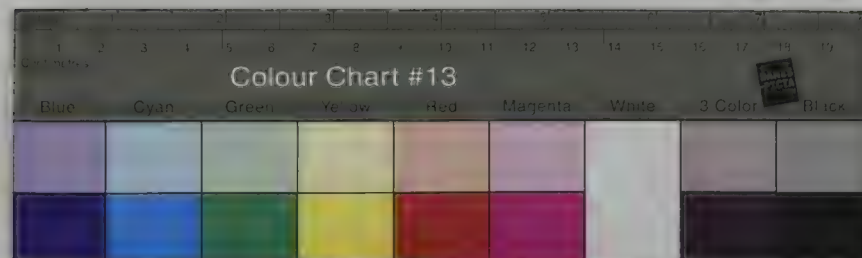 1 2 3 4 5 6 7 8 9 10 11 12 13 14 15 16 17 18 19
Centimetres
Colour Chart #13
Blue Cyan Green Yellow Red Magenta White 3 Color Black